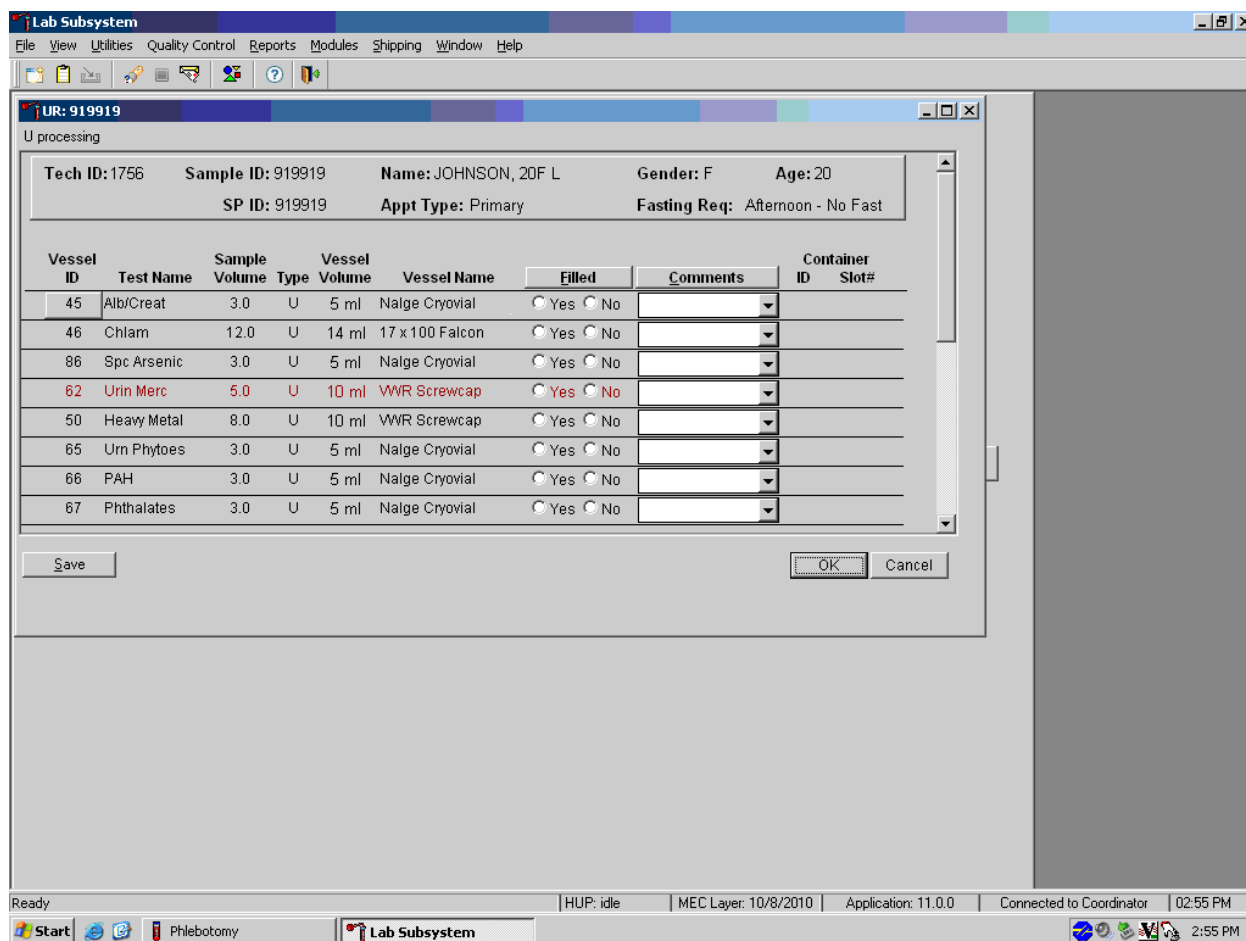 Lab Subsystem
File View Utilities Quality Control Reports Modules Shipping Window Help
UR: 919919
U processing
Tech ID: 1756 Sample ID: 919919 Name: JOHNSON, 20F L Gender: F Age: 20
SP ID: 919919 Appt Type: Primary Fasting Req: Afternoon - No Fast
Vessel Sample Vessel Container
ID Test Name Volume Type Volume Vessel Name Filled Comments ID Slot#
45 Alb/Creat 3.0 U 5 ml Nalge Cryovial Yes No
46 Chlam 12.0 U 14 ml 17 x 100 Falcon Yes No
86 Spc Arsenic 3.0 U 5 ml Nalge Cryovial Yes No
62 Urin Merc 5.0 U 10 ml VWR Screwcap Yes No
50 Heavy Metal 8.0 U 10 ml VWR Screwcap Yes No
65 Urn Phytoes 3.0 U 5 ml Nalge Cryovial Yes No
66 PAH 3.0 U 5 ml Nalge Cryovial Yes No
67 Phthalates 3.0 U 5 ml Nalge Cryovial Yes No
Save OK Cancel
Ready HUP: idle MEC Layer: 10/8/2010 Application: 11.0.0 Connected to Coordinator 02:55 PM
Start Phlebotomy Lab Subsystem 2:55 PM